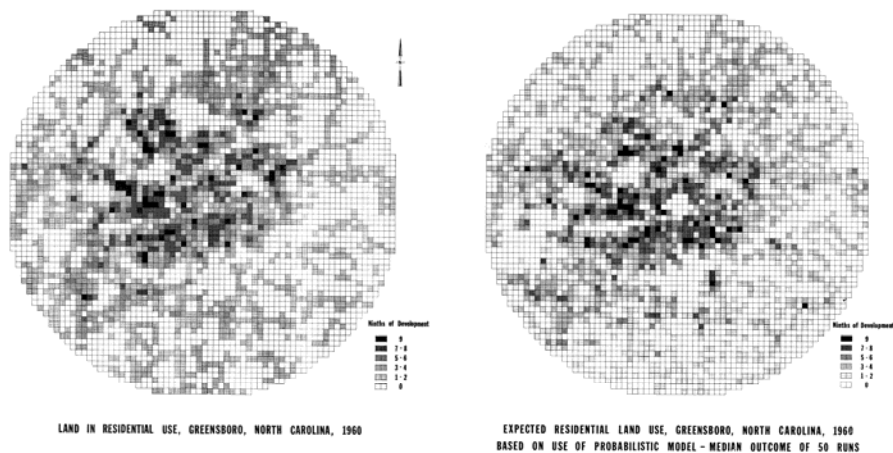 Ninths of Development
9
7-8
5-6
3-4
1-2
0
LAND IN RESIDENTIAL USE, GREENSBORO, NORTH CAROLINA, 1960
Ninths of Development
9
7-8
5-6
3-4
1-2
0
EXPECTED RESIDENTIAL LAND USE, GREENSBORO, NORTH CAROLINA, 1960
BASED ON USE OF PROBABILISTIC MODEL - MEDIAN OUTCOME OF 50 RUNS